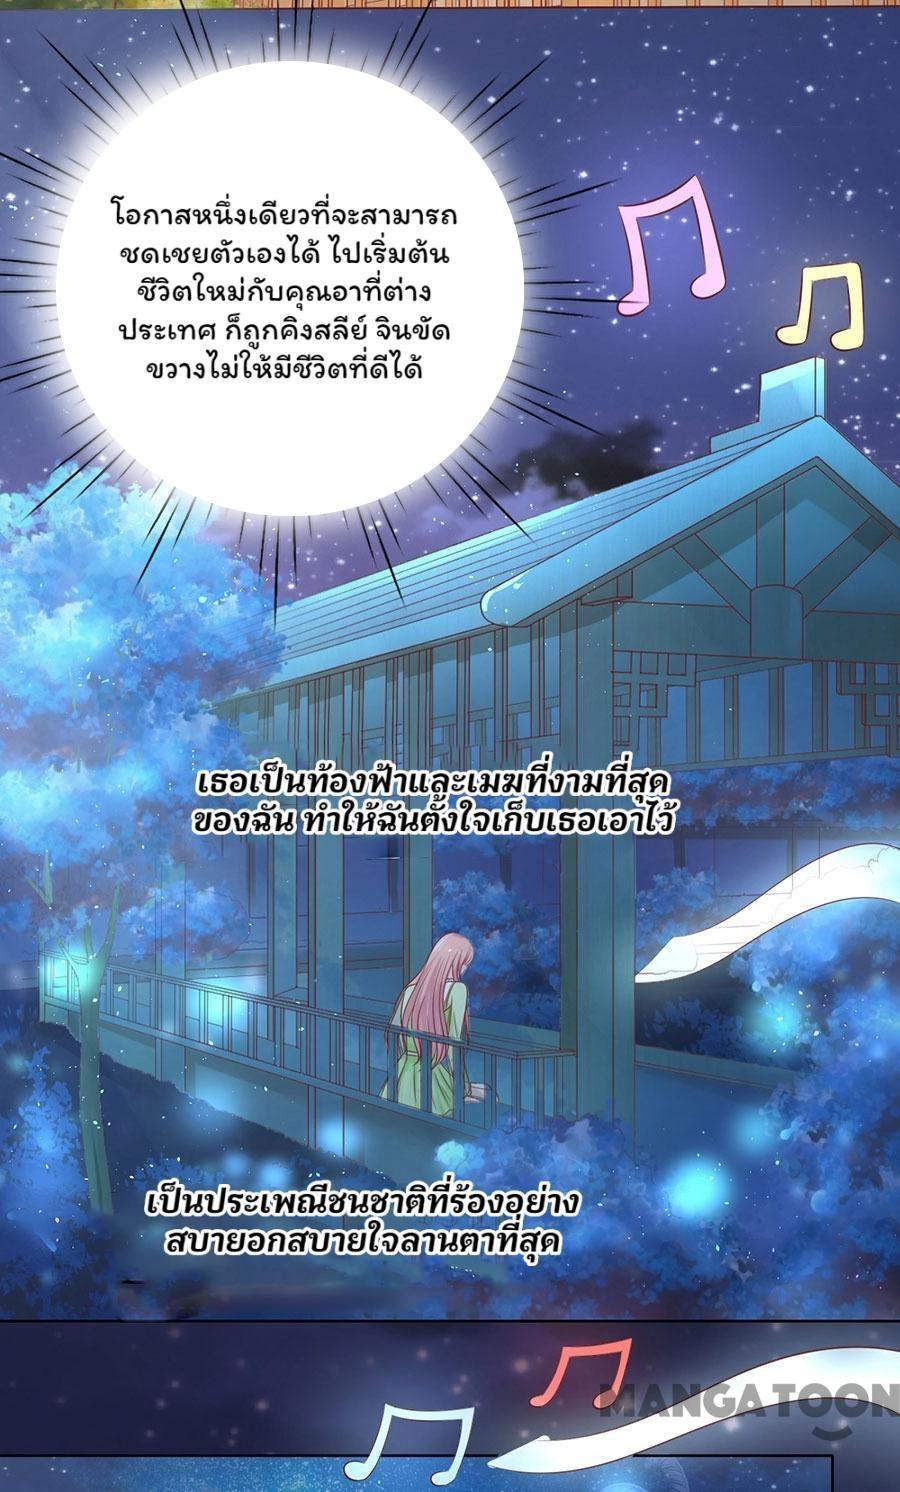 โอกาสหนึ่งเดียวที่จะสามารถ
ชดเชยตัวเองได้ ไปเริ่มต้น
ชีวิตใหม่กับคุณอาที่ต่าง
ประเทศ ก็ถูกคิงสลีย์ จินขัด
ขวางไม่ให้มีชีวิตที่ดีได้
เธอเป็นท้องฟ้าและเมฆที่งามที่สุด
ของฉัน ทำให้ฉันตั้งใจเก็บเธอเอาไว้
เป็นประเพณีชนชาติที่ร้องอย่าง
สบายอกสบายใจลานตาที่สุด
MANGATOON